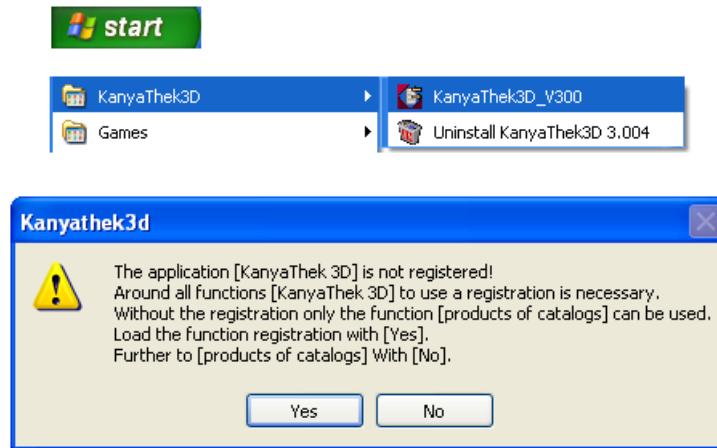 start
KanyaThek3D
KanyaThek3D_V300
Games
Uninstall KanyaThek3D 3.004
Kanyathek3d
The application [KanyaThek 3D] is not registered!
Around all functions [KanyaThek 3D] to use a registration is necessary.
Without the registration only the function [products of catalogs] can be used.
Load the function registration with [Yes].
Further to [products of catalogs] With [No].
Yes
No